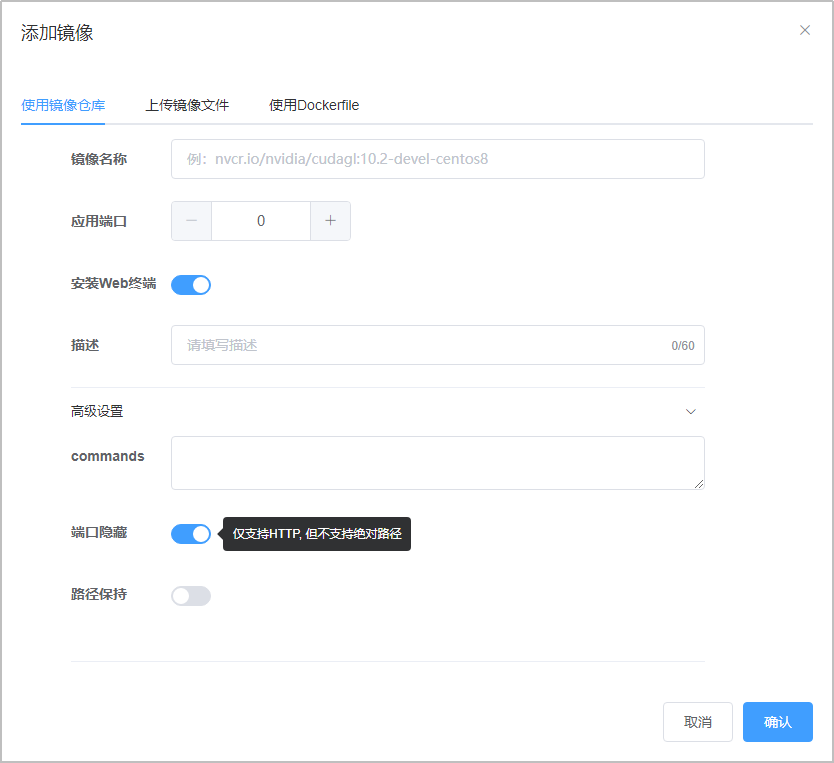 添加镜像
使用镜像仓库 上传镜像文件 使用Dockerfile
镜像名称 例：nvcr.io/nvidia/cudagl:10.2-devel-centos8
应用端口 0
安装Web终端
描述 请填写描述 0/60
高级设置
commands
端口隐藏 仅支持HTTP, 但不支持绝对路径
路径保持
取消 确认